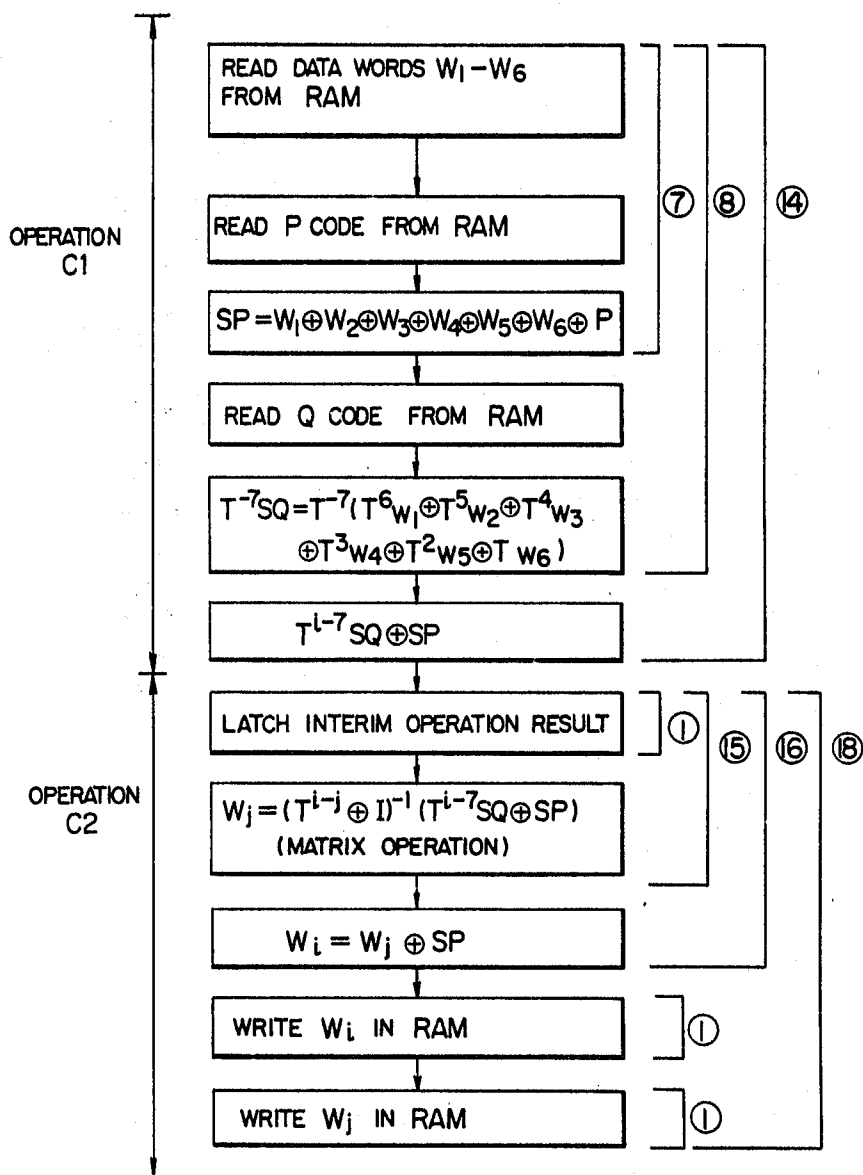 READ DATA WORDS W₁–W₆
FROM RAM
READ P CODE FROM RAM
SP=W₁⊕W₂⊕W₃⊕W₄⊕W₅⊕W₆⊕P
READ Q CODE FROM RAM
T⁻⁷SQ=T⁻⁷(T⁶W₁⊕T⁵W₂⊕T⁴W₃
⊕T³W₄⊕T²W₅⊕TW₆)
Tⁱ⁻⁷SQ⊕SP
⑦ ⑧ ⑭
OPERATION
C1
LATCH INTERIM OPERATION RESULT
Wⱼ=(Tⁱ⁻ʲ⊕I)⁻¹(Tⁱ⁻⁷SQ⊕SP)
(MATRIX OPERATION)
Wᵢ=Wⱼ⊕SP
WRITE Wᵢ IN RAM
WRITE Wⱼ IN RAM
① ⑮ ⑯ ⑱
①
①
OPERATION
C2